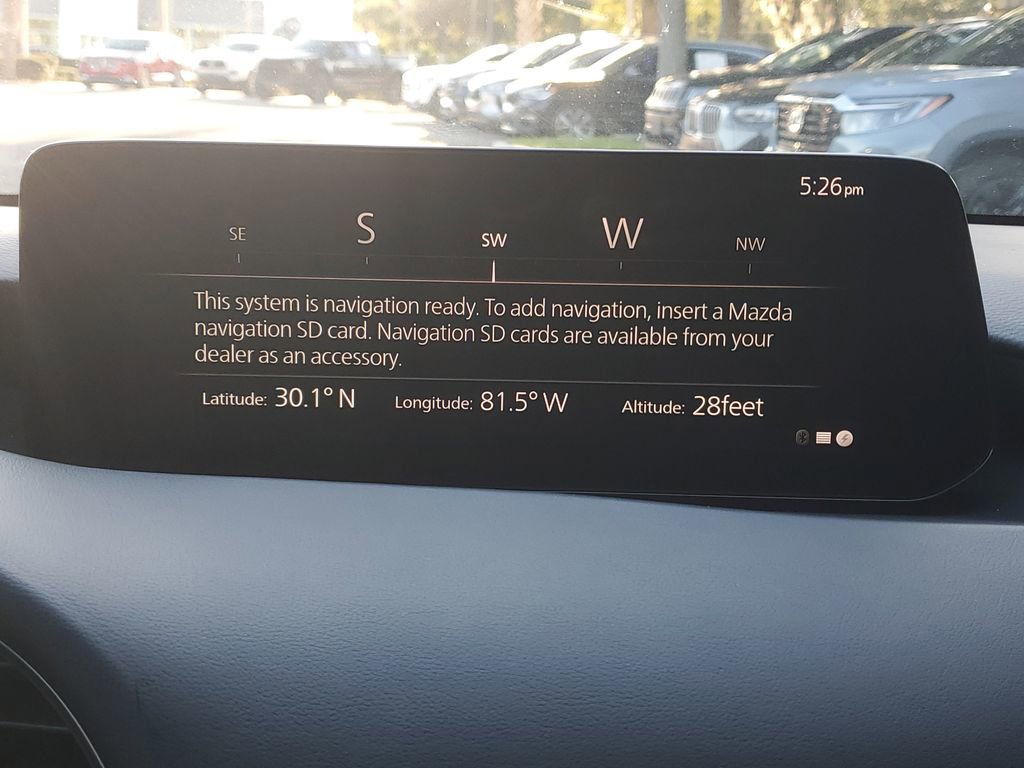 5:26pm
SE S SW W NW
This system is navigation ready. To add navigation, insert a Mazda
navigation SD card. Navigation SD cards are available from your
dealer as an accessory.
Latitude: 30.1° N Longitude: 81.5° W Altitude: 28feet